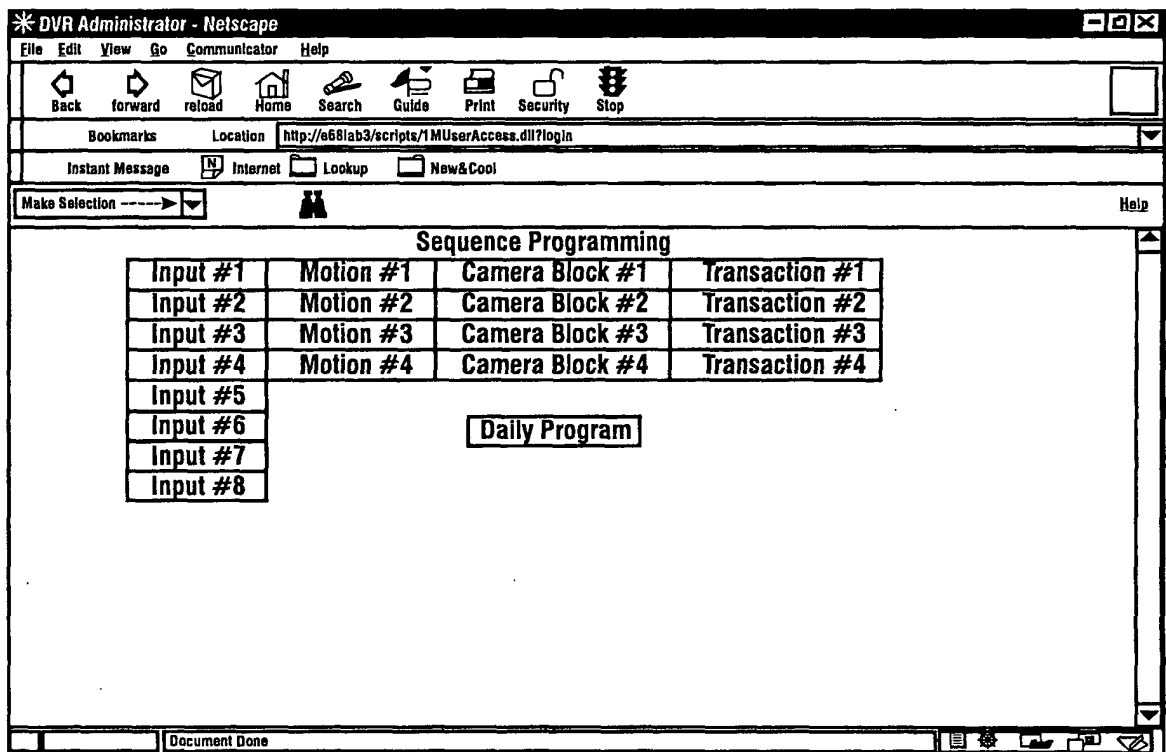 DVR Administrator - Netscape
File Edit View Go Communicator Help
Back forward reload Home Search Guide Print Security Stop
Bookmarks Location http://e68lab3/scripts/1MUserAccess.dll?login
Instant Message N Internet Lookup New&Cool
Make Selection -----> Help
Sequence Programming
Input #1 Motion #1 Camera Block #1 Transaction #1
Input #2 Motion #2 Camera Block #2 Transaction #2
Input #3 Motion #3 Camera Block #3 Transaction #3
Input #4 Motion #4 Camera Block #4 Transaction #4
Input #5
Input #6 Daily Program
Input #7
Input #8
Document Done